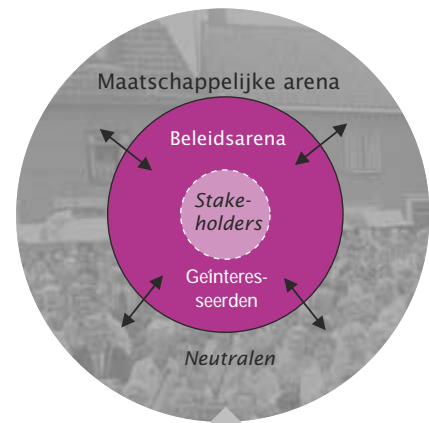 Maatschappelijke arena
Beleidsarena
Stake-
holders
Geïnteres-
seerden
Neutralen